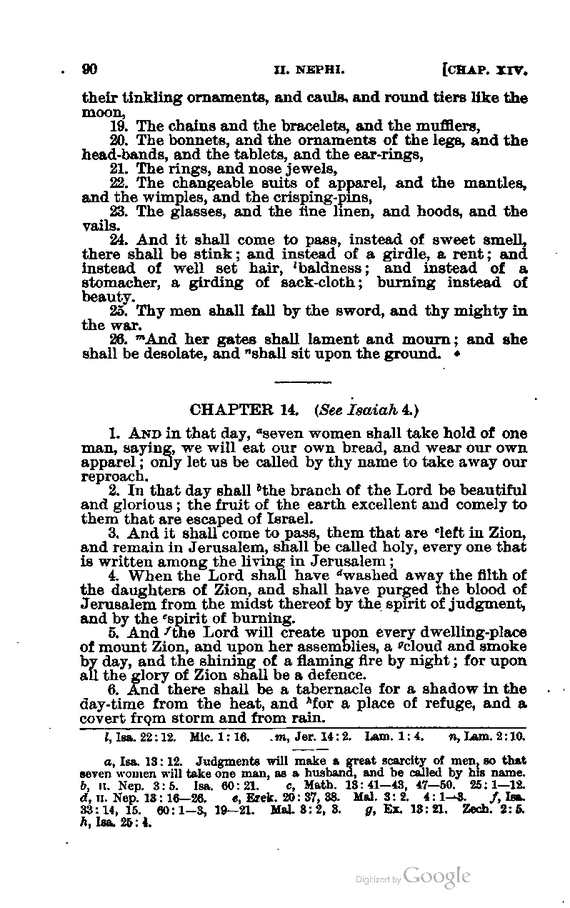 90 II. NEPHI. [CHAP. XIV.
their tinkling ornaments, and cauls, and round tiers like the
moon,
19. The chains and the bracelets, and the mufflers,
20. The bonnets, and the ornaments of the legs, and the
head-bands, and the tablets, and the ear-rings,
21. The rings, and nose jewels,
22. The changeable suits of apparel, and the mantles,
and the wimples, and the crisping-pins,
23. The glasses, and the fine linen, and hoods, and the
vails.
24. And it shall come to pass, instead of sweet smell,
there shall be stink; and instead of a girdle, a rent; and
instead of well set hair, lbaldness; and instead of a
stomacher, a girding of sack-cloth; burning instead of
beauty.
25. Thy men shall fall by the sword, and thy mighty in
the war.
26. mAnd her gates shall lament and mourn; and she
shall be desolate, and nshall sit upon the ground.
CHAPTER 14. (See Isaiah 4.)
1. AND in that day, aseven women shall take hold of one
man, saying, we will eat our own bread, and wear our own
apparel; only let us be called by thy name to take away our
reproach.
2. In that day shall bthe branch of the Lord be beautiful
and glorious; the fruit of the earth excellent and comely to
them that are escaped of Israel.
3. And it shall come to pass, them that are cleft in Zion,
and remain in Jerusalem, shall be called holy, every one that
is written among the living in Jerusalem;
4. When the Lord shall have dwashed away the filth of
the daughters of Zion, and shall have purged the blood of
Jerusalem from the midst thereof by the spirit of judgment,
and by the espirit of burning.
5. And fthe Lord will create upon every dwelling-place
of mount Zion, and upon her assemblies, a gcloud and smoke
by day, and the shining of a flaming fire by night; for upon
all the glory of Zion shall be a defence.
6. And there shall be a tabernacle for a shadow in the
day-time from the heat, and hfor a place of refuge, and a
covert from storm and from rain.
l, Isa. 22:12. Mic. 1:16. m, Jer. 14:2. Lam. 1:4. n, Lam. 2:10.
a, Isa. 13:12. Judgments will make a great scarcity of men, so that
seven women will take one man, as a husband, and be called by his name.
b, II. Nep. 3:5. Isa. 60:21. c, Math. 13:41—43, 47—50. 25:1—12.
d, II. Nep. 13:16—26. e, Ezek. 20:37, 38. Mal. 3:2. 4:1—3. f, Isa.
33:14, 15. 60:1—3, 19—21. Mal. 3:2, 3. g, Ex. 13:21. Zech. 2:5.
h, Isa. 25:4.
Digitized by Google